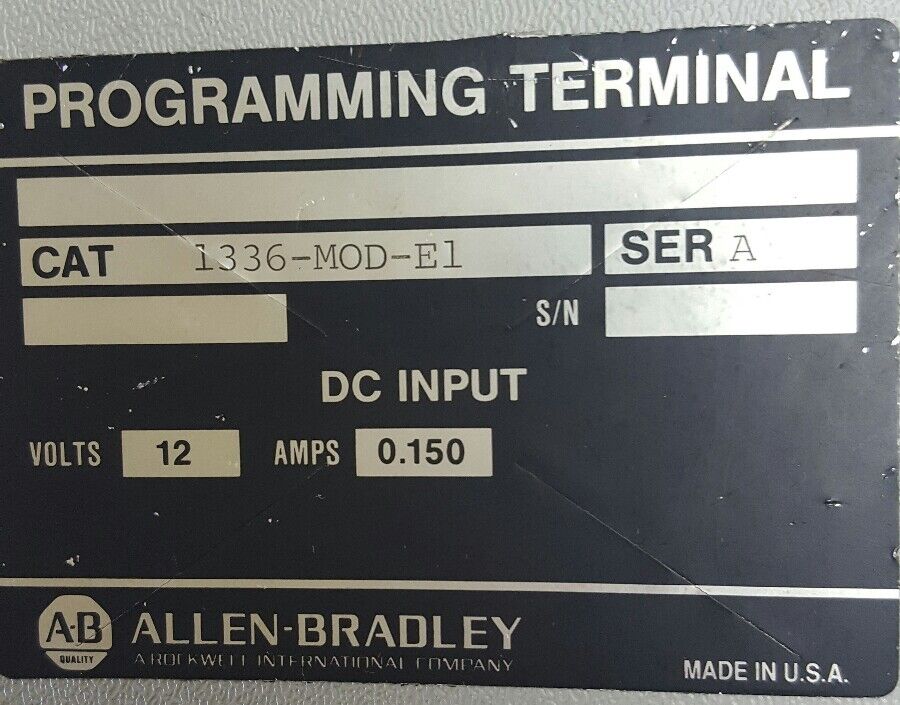 PROGRAMMING TERMINAL
CAT 1336-MOD-E1 SER A
S/N
DC INPUT
VOLTS 12 AMPS 0.150
A-B ALLEN-BRADLEY
QUALITY A ROCKWELL INTERNATIONAL COMPANY
MADE IN U.S.A.